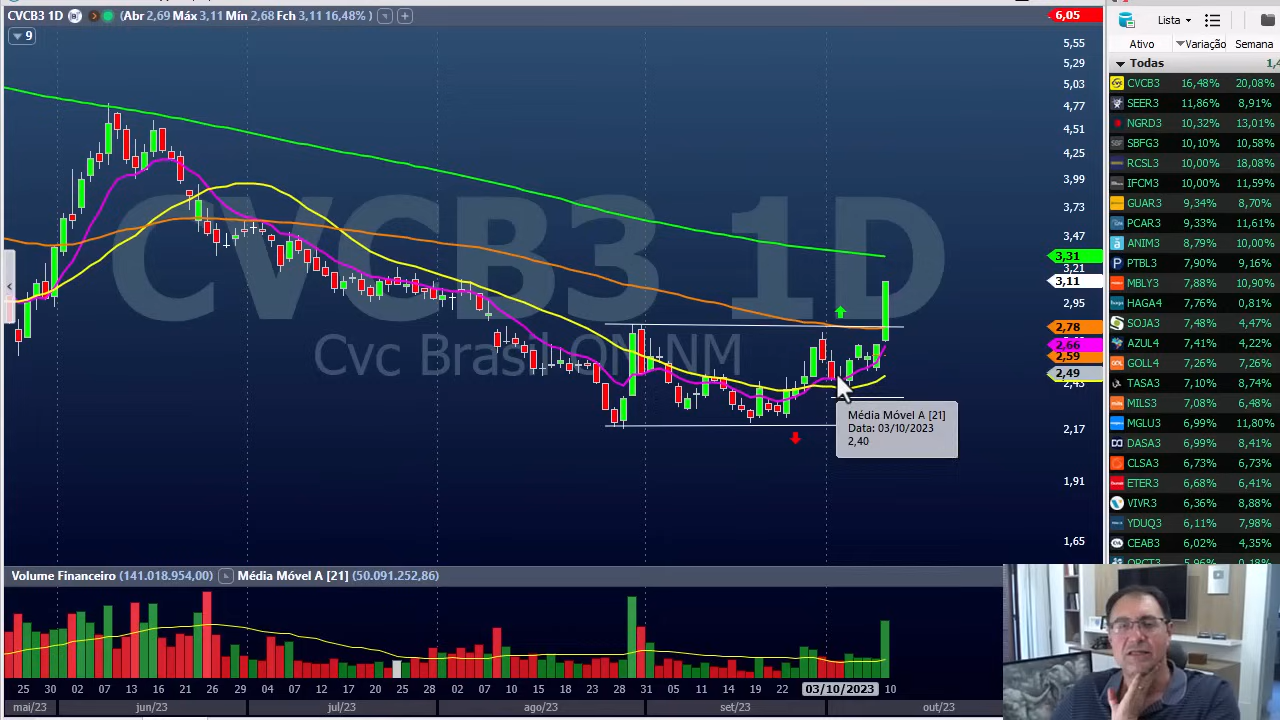 CVCB3 1D (Abr 2,69 Máx 3,11 Mín 2,68 Fch 3,11 16,48% )
9
CVCB3 1D
Cvc Brasil ON NM
6,05
5,55
5,29
5,03
4,77
4,51
4,25
3,99
3,73
3,47
3,31
3,21
3,11
2,95
2,78
2,66
2,59
2,49
2,43
2,17
1,91
1,65
Média Móvel A [21]
Data: 03/10/2023
2,40
Volume Financeiro (141.018.954,00) Média Móvel A [21] (50.091.252,86)
25 30 02 07 13 16 21 26 29 04 07 12 17 20 25 28 02 07 10 15 18 23 28 31 05 11 14 19 22 03/10/2023 10
mai/23 jun/23 jul/23 ago/23 set/23 out/23
Lista
Ativo Variação Semana
Todas 1,4
CVCB3 16,48% 20,08%
SEER3 11,86% 8,91%
NGRD3 10,32% 13,01%
SBFG3 10,10% 10,58%
RCSL3 10,00% 18,08%
IFCM3 10,00% 11,59%
GUAR3 9,34% 8,70%
PCAR3 9,33% 11,61%
ANIM3 8,79% 10,00%
PTBL3 7,90% 9,16%
MBLY3 7,88% 10,90%
HAGA4 7,76% 0,81%
SOJA3 7,48% 4,47%
AZUL4 7,41% 4,22%
GOLL4 7,26% 7,26%
TASA3 7,10% 8,74%
MILS3 7,08% 6,48%
MGLU3 6,99% 11,80%
DASA3 6,99% 8,41%
CLSA3 6,73% 6,73%
ETER3 6,68% 6,41%
VIVR3 6,36% 8,88%
YDUQ3 6,11% 7,98%
CEAB3 6,02% 4,35%